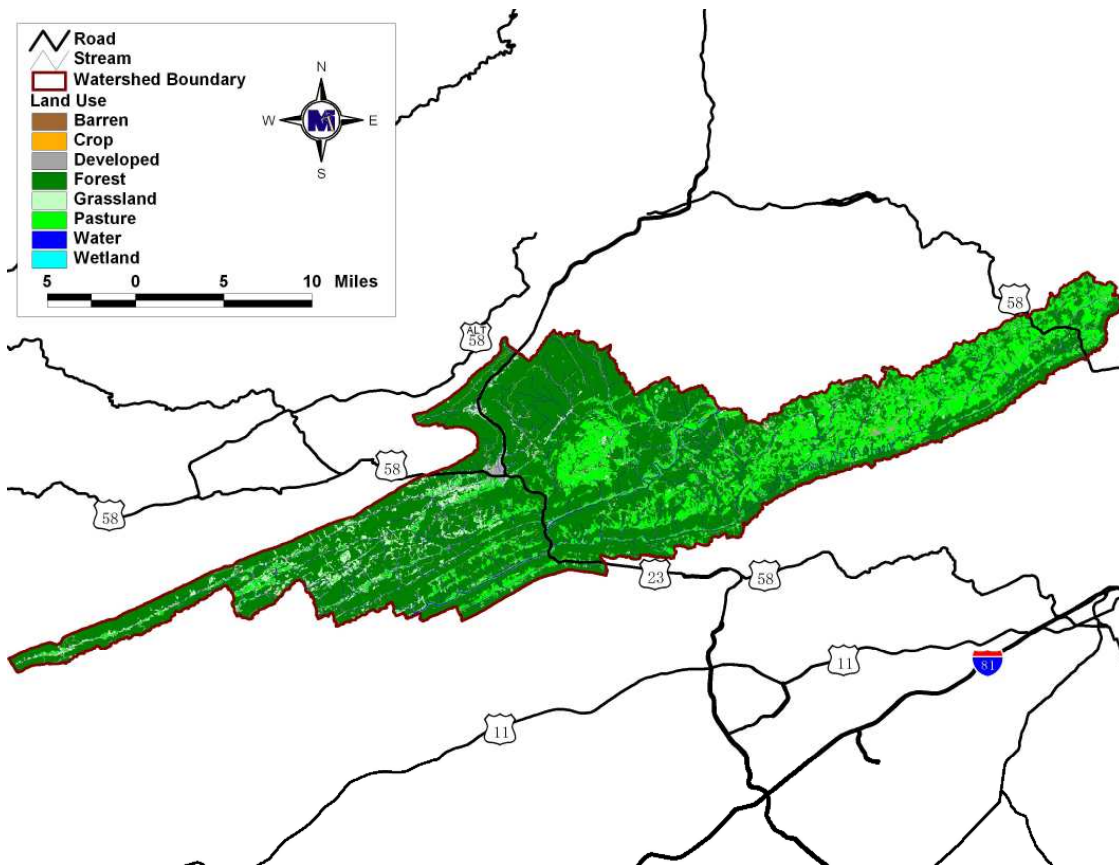 Road
Stream
Watershed Boundary
Land Use
Barren
Crop
Developed
Forest
Grassland
Pasture
Water
Wetland
N
W M E
S
5 0 5 10 Miles
58
ALT
58
58
58
23
58
11
81
11